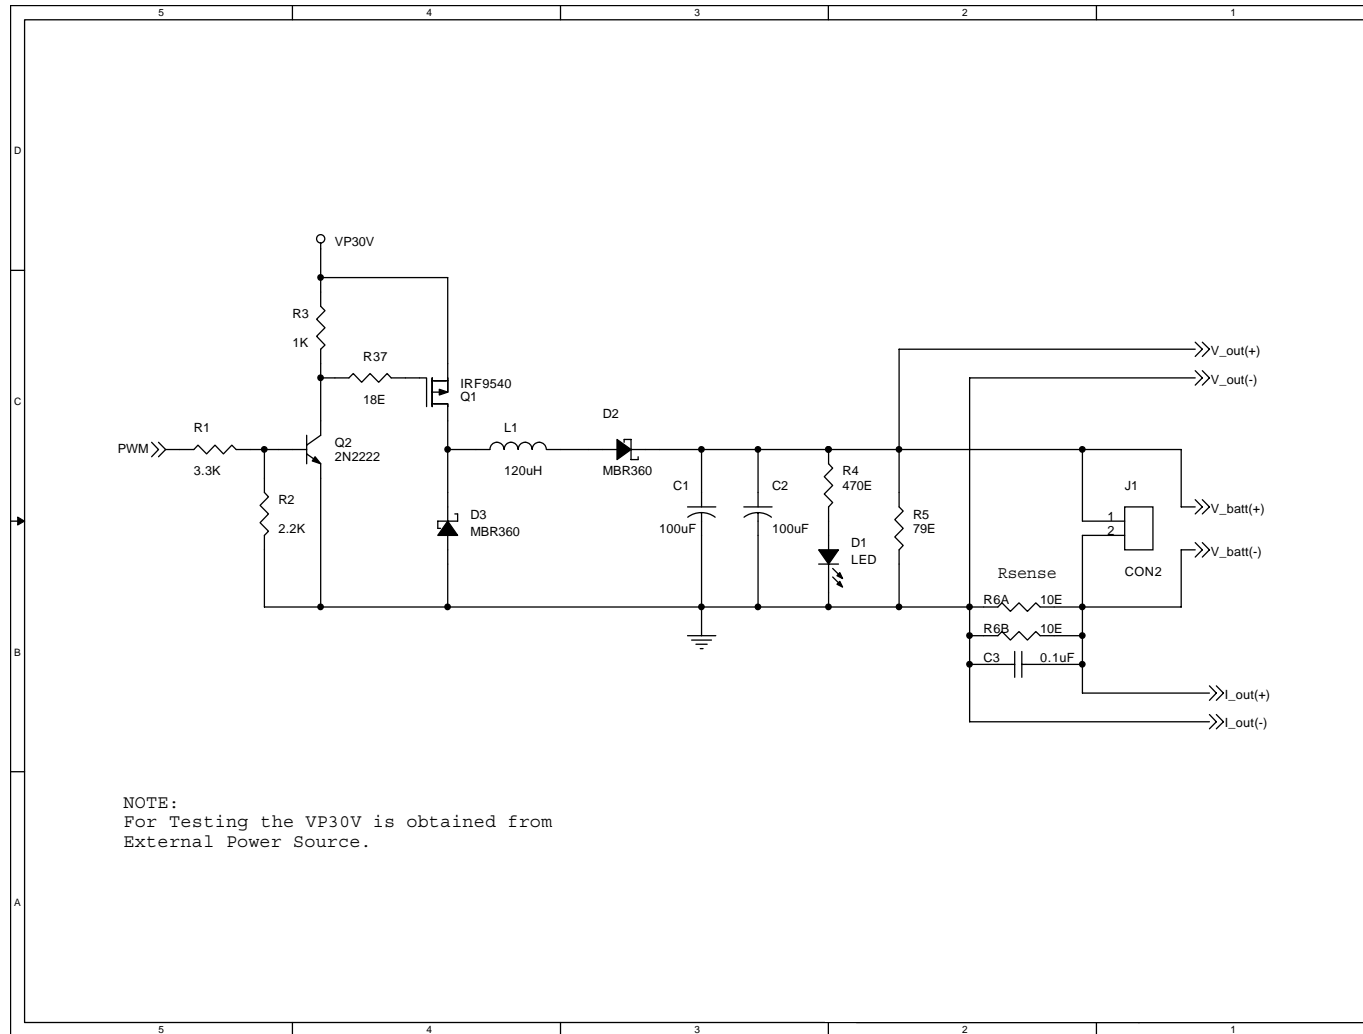 5 4 3 2 1
D
VP30V
R3
1K
R37
18E
IRF9540
Q1
V_out(+)
V_out(-)
C
R1
PWM
3.3K
Q2
2N2222
L1
120uH
D2
MBR360
R2
2.2K
D3
MBR360
C1
100uF
C2
100uF
R4
470E
R5
79E
D1
LED
J1
1
2
CON2
V_batt(+)
V_batt(-)
Rsense
R6A 10E
R6B 10E
C3 0.1uF
B
I_out(+)
I_out(-)
NOTE:
For Testing the VP30V is obtained from
External Power Source.
A
5 4 3 2 1